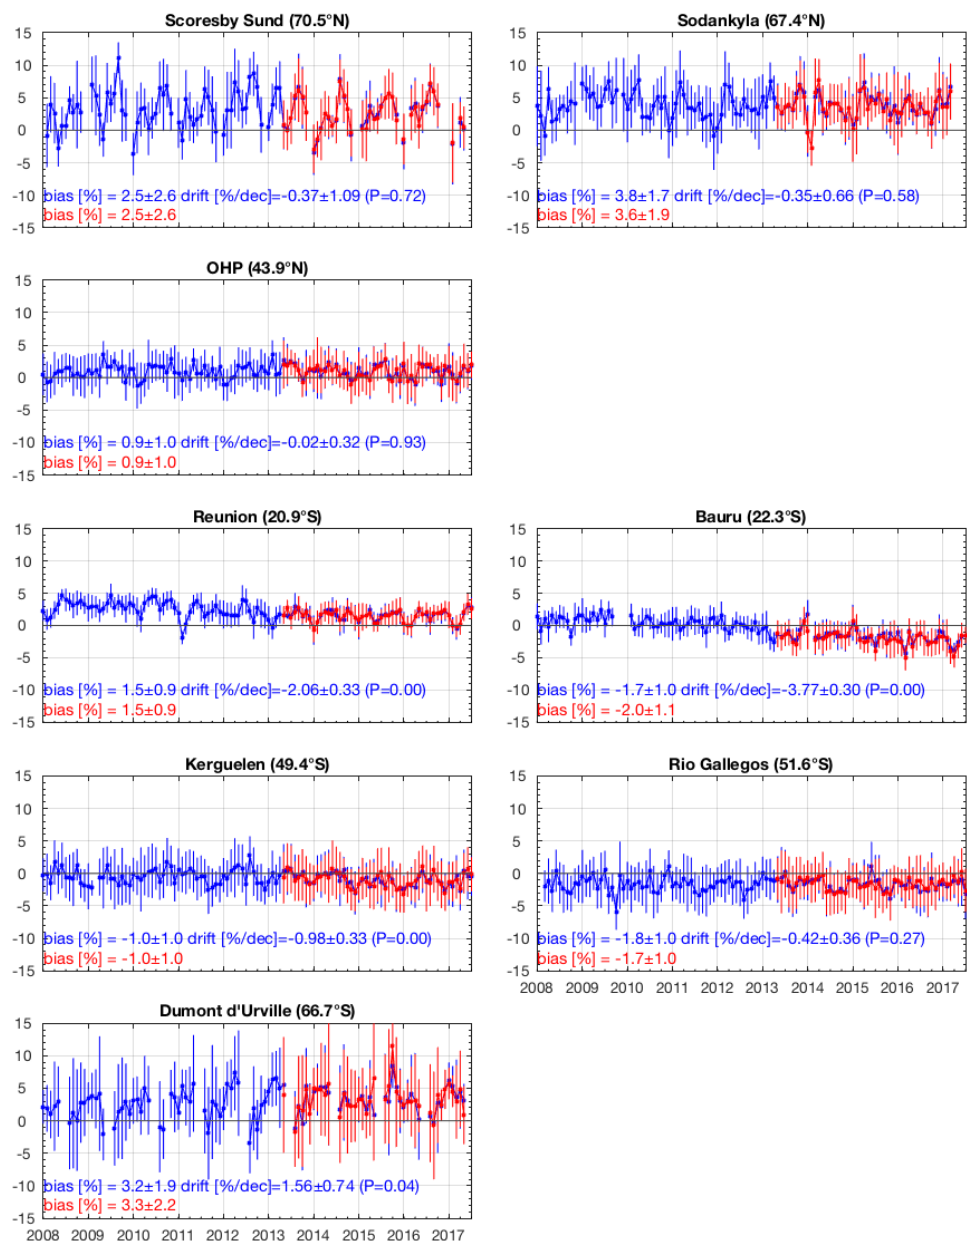 Scoresby Sund (70.5°N)
15
10
5
0
-5
-10
-15
bias [%] = 2.5±2.6 drift [%/dec]=-0.37±1.09 (P=0.72)
bias [%] = 2.5±2.6
Sodankyla (67.4°N)
15
10
5
0
-5
-10
-15
bias [%] = 3.8±1.7 drift [%/dec]=-0.35±0.66 (P=0.58)
bias [%] = 3.6±1.9
OHP (43.9°N)
15
10
5
0
-5
-10
-15
bias [%] = 0.9±1.0 drift [%/dec]=-0.02±0.32 (P=0.93)
bias [%] = 0.9±1.0
Reunion (20.9°S)
15
10
5
0
-5
-10
-15
bias [%] = 1.5±0.9 drift [%/dec]=-2.06±0.33 (P=0.00)
bias [%] = 1.5±0.9
Bauru (22.3°S)
15
10
5
0
-5
-10
-15
bias [%] = -1.7±1.0 drift [%/dec]=-3.77±0.30 (P=0.00)
bias [%] = -2.0±1.1
Kerguelen (49.4°S)
15
10
5
0
-5
-10
-15
bias [%] = -1.0±1.0 drift [%/dec]=-0.98±0.33 (P=0.00)
bias [%] = -1.0±1.0
Rio Gallegos (51.6°S)
15
10
5
0
-5
-10
-15
bias [%] = -1.8±1.0 drift [%/dec]=-0.42±0.36 (P=0.27)
bias [%] = -1.7±1.0
2008 2009 2010 2011 2012 2013 2014 2015 2016 2017
Dumont d'Urville (66.7°S)
15
10
5
0
-5
-10
-15
bias [%] = 3.2±1.9 drift [%/dec]=1.56±0.74 (P=0.04)
bias [%] = 3.3±2.2
2008 2009 2010 2011 2012 2013 2014 2015 2016 2017